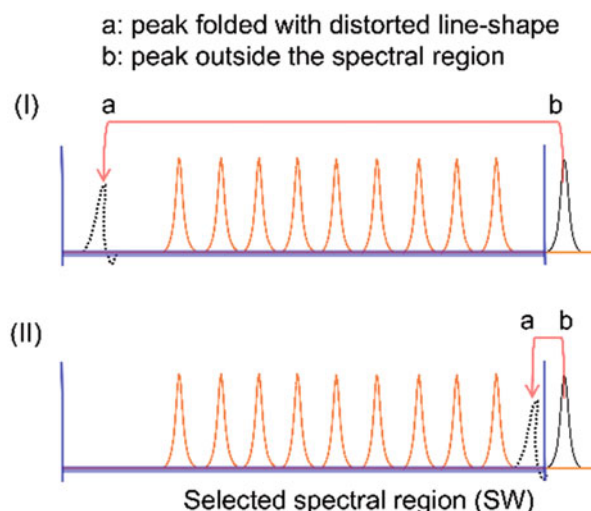 a: peak folded with distorted line-shape
b: peak outside the spectral region
(I)
a b
(II)
a b
Selected spectral region (SW)